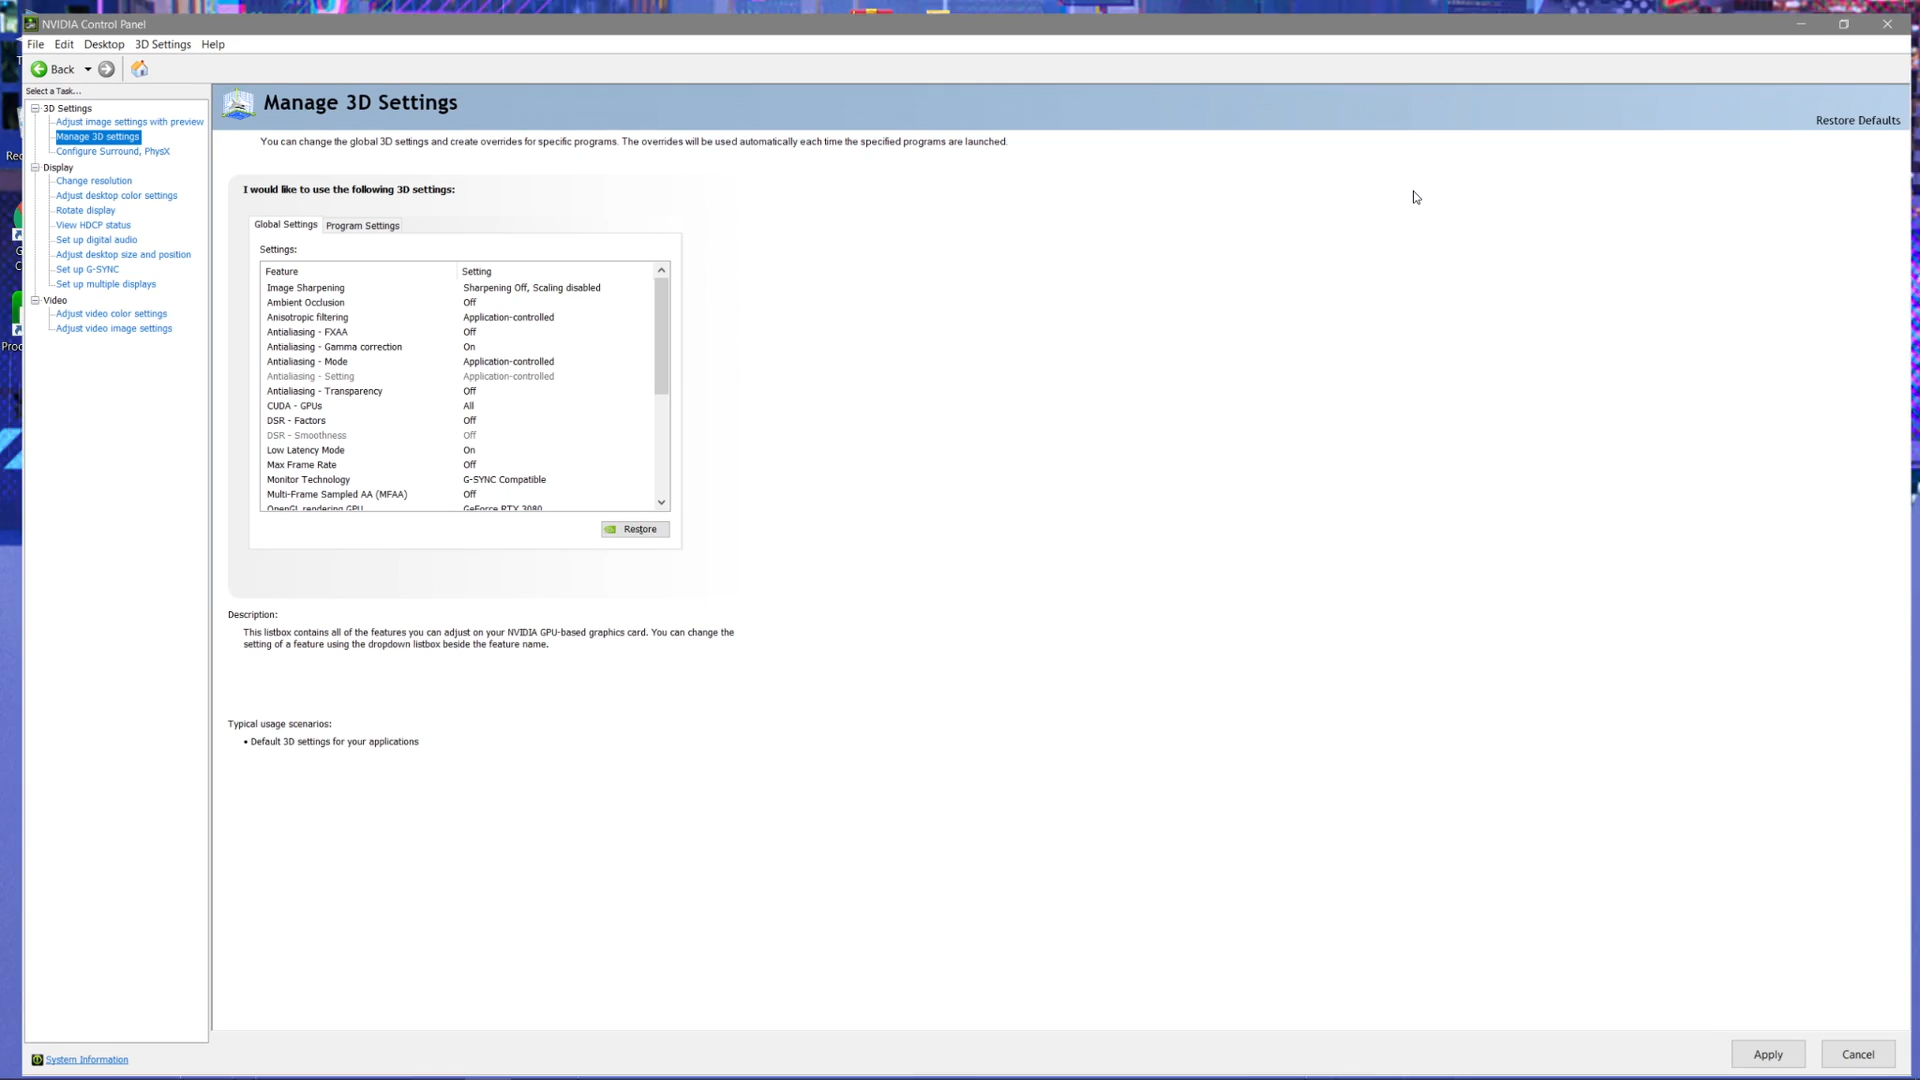 NVIDIA Control Panel
File Edit Desktop 3D Settings Help
Back
Select a Task...
3D Settings
Adjust image settings with preview
Manage 3D settings
Configure Surround, PhysX
Display
Change resolution
Adjust desktop color settings
Rotate display
View HDCP status
Set up digital audio
Adjust desktop size and position
Set up G-SYNC
Set up multiple displays
Video
Adjust video color settings
Adjust video image settings
System Information
Manage 3D Settings
Restore Defaults
You can change the global 3D settings and create overrides for specific programs. The overrides will be used automatically each time the specified programs are launched.
I would like to use the following 3D settings:
Global Settings Program Settings
Settings:
Feature Setting
Image Sharpening Sharpening Off, Scaling disabled
Ambient Occlusion Off
Anisotropic filtering Application-controlled
Antialiasing - FXAA Off
Antialiasing - Gamma correction On
Antialiasing - Mode Application-controlled
Antialiasing - Setting Application-controlled
Antialiasing - Transparency Off
CUDA - GPUs All
DSR - Factors Off
DSR - Smoothness Off
Low Latency Mode On
Max Frame Rate Off
Monitor Technology G-SYNC Compatible
Multi-Frame Sampled AA (MFAA) Off
OpenGL rendering GPU GeForce RTX 3080
Restore
Description:
This listbox contains all of the features you can adjust on your NVIDIA GPU-based graphics card. You can change the
setting of a feature using the dropdown listbox beside the feature name.
Typical usage scenarios:
• Default 3D settings for your applications
Apply Cancel